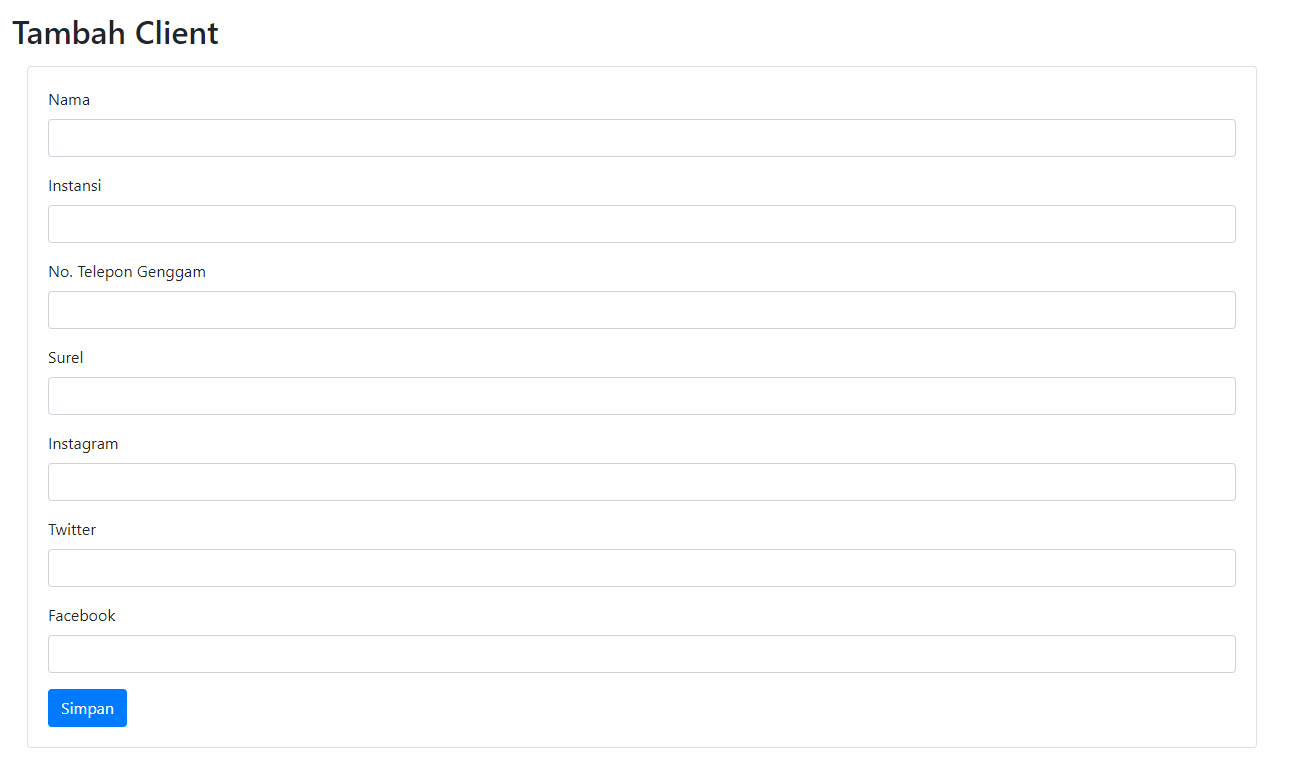 Tambah Client
Nama
Instansi
No. Telepon Genggam
Surel
Instagram
Twitter
Facebook
Simpan